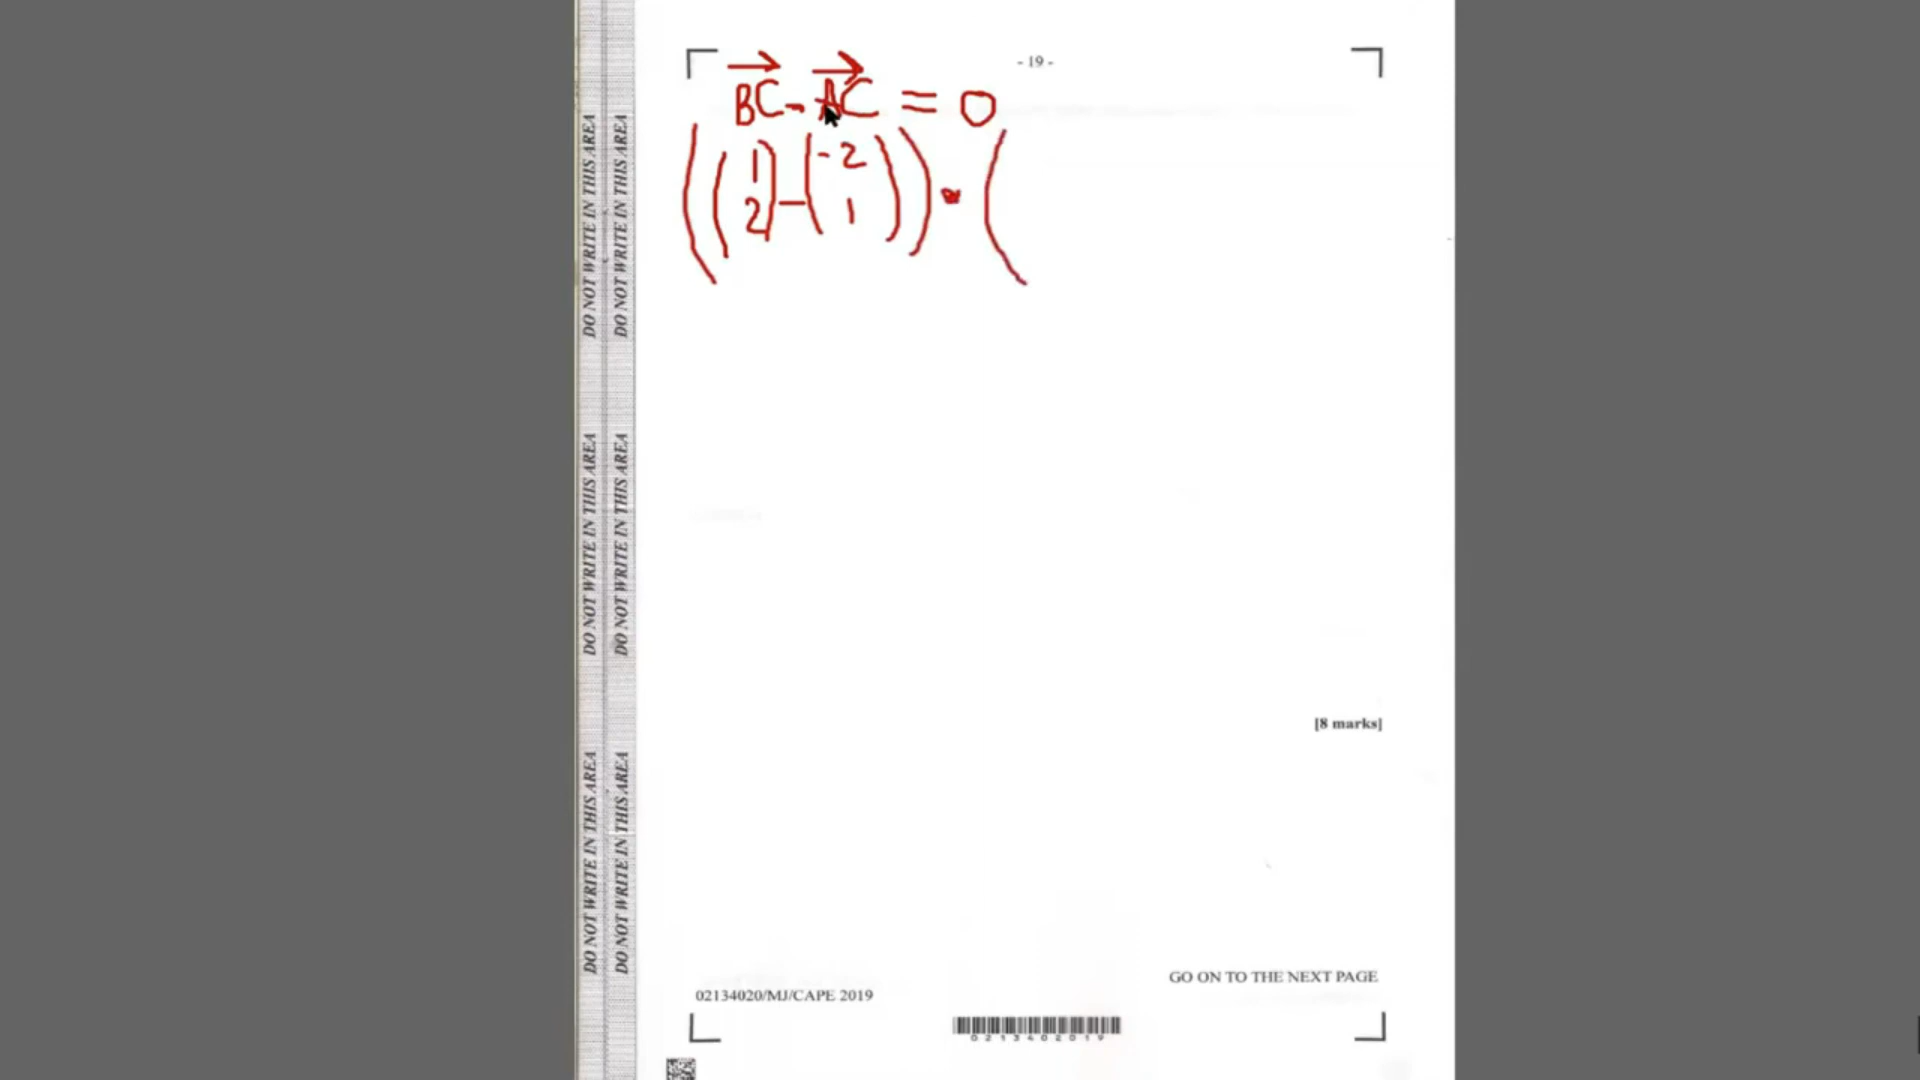 - 19 -
BC · AC = 0
((1 2) - (-2 1)) · (
DO NOT WRITE IN THIS AREA
DO NOT WRITE IN THIS AREA
DO NOT WRITE IN THIS AREA
DO NOT WRITE IN THIS AREA
DO NOT WRITE IN THIS AREA
DO NOT WRITE IN THIS AREA
[8 marks]
GO ON TO THE NEXT PAGE
02134020/MJ/CAPE 2019
0213402019